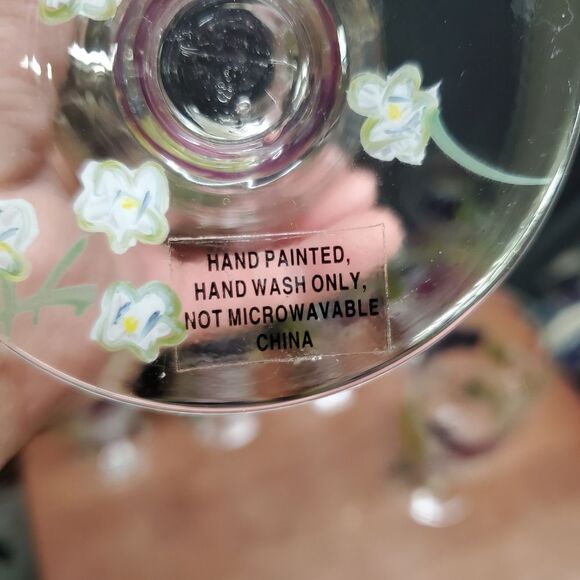 HAND PAINTED,
HAND WASH ONLY,
NOT MICROWAVABLE
CHINA